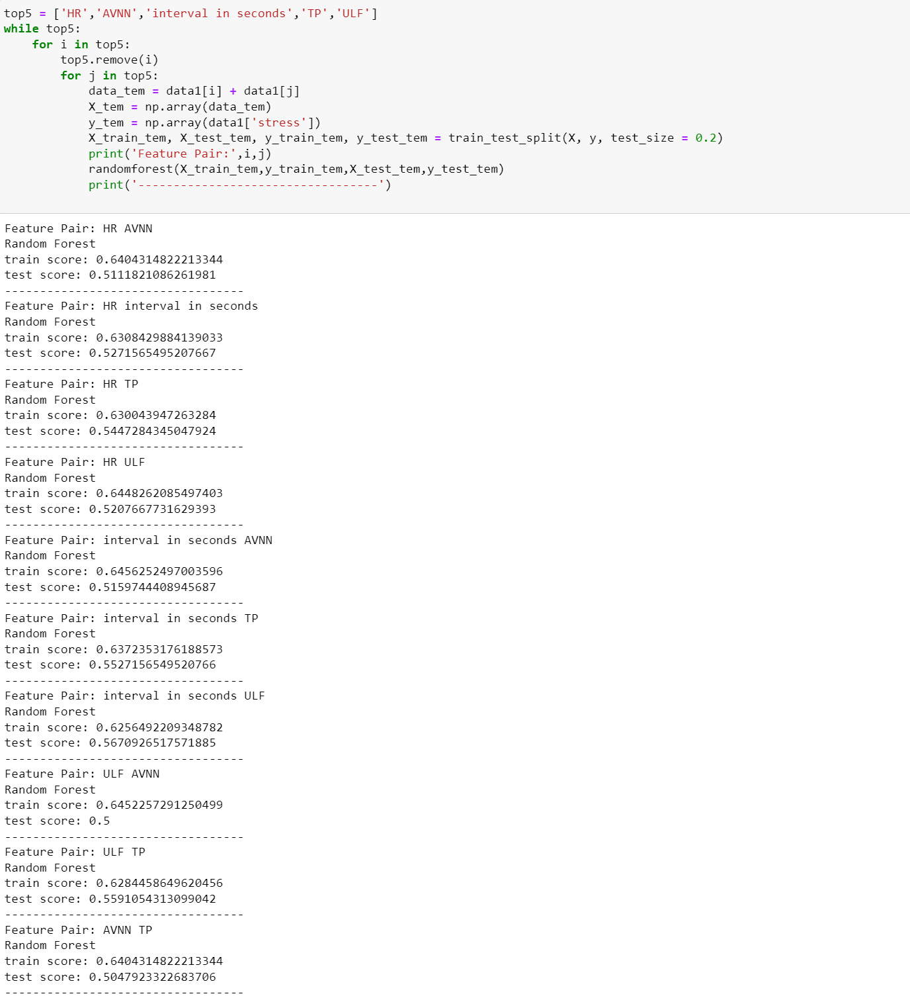 top5 = ['HR','AVNN','interval in seconds','TP','ULF']
while top5:
    for i in top5:
        top5.remove(i)
        for j in top5:
            data_tem = data1[i] + data1[j]
            X_tem = np.array(data_tem)
            y_tem = np.array(data1['stress'])
            X_train_tem, X_test_tem, y_train_tem, y_test_tem = train_test_split(X, y, test_size = 0.2)
            print('Feature Pair:',i,j)
            randomforest(X_train_tem,y_train_tem,X_test_tem,y_test_tem)
            print('----------------------------------')
Feature Pair: HR AVNN
Random Forest
train score: 0.6404314822213344
test score: 0.5111821086261981
----------------------------------
Feature Pair: HR interval in seconds
Random Forest
train score: 0.6308429884139033
test score: 0.5271565495207667
----------------------------------
Feature Pair: HR TP
Random Forest
train score: 0.630043947263284
test score: 0.5447284345047924
----------------------------------
Feature Pair: HR ULF
Random Forest
train score: 0.6448262085497403
test score: 0.5207667731629393
----------------------------------
Feature Pair: interval in seconds AVNN
Random Forest
train score: 0.6456252497003596
test score: 0.5159744408945687
----------------------------------
Feature Pair: interval in seconds TP
Random Forest
train score: 0.6372353176188573
test score: 0.5527156549520766
----------------------------------
Feature Pair: interval in seconds ULF
Random Forest
train score: 0.6256492209348782
test score: 0.5670926517571885
----------------------------------
Feature Pair: ULF AVNN
Random Forest
train score: 0.6452257291250499
test score: 0.5
----------------------------------
Feature Pair: ULF TP
Random Forest
train score: 0.6284458649620456
test score: 0.5591054313099042
----------------------------------
Feature Pair: AVNN TP
Random Forest
train score: 0.6404314822213344
test score: 0.5047923322683706
----------------------------------